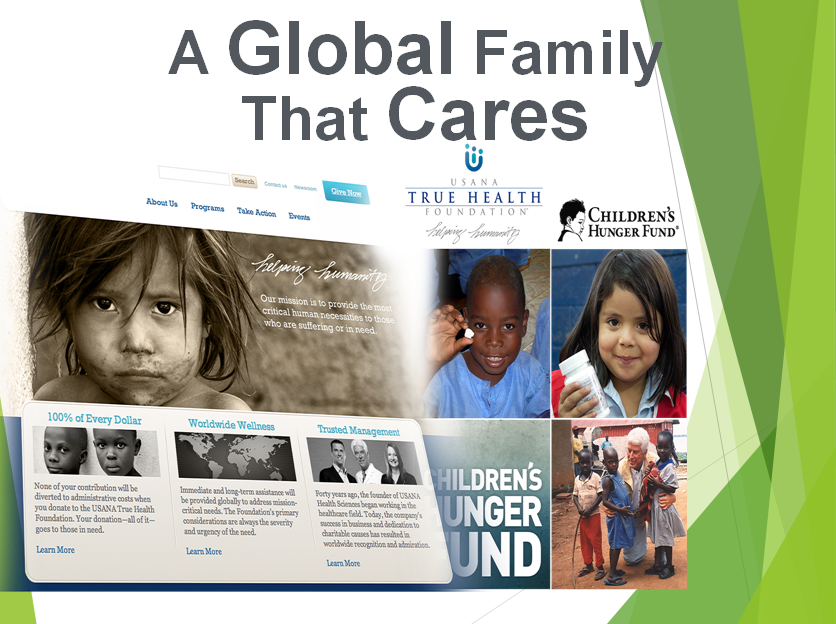 A Global Family
That Cares
Search
Contact us
Newsroom
Give Now
About Us
Programs
Take Action
Events
USANA
TRUE HEALTH
FOUNDATION
helping humanity
CHILDREN'S
HUNGER FUND®
helping humanity
Our mission is to provide the most
critical human necessities to those
who are suffering or in need.
100% of Every Dollar
None of your contribution will be
diverted to administrative costs when
you donate to the USANA True Health
Foundation. Your donation—all of it—
goes to those in need.
Learn More
Worldwide Wellness
Immediate and long-term assistance will
be provided globally to address mission-
critical needs. The Foundation's primary
considerations are always the severity
and urgency of the need.
Learn More
Trusted Management
Forty years ago, the founder of USANA
Health Sciences began working in the
healthcare field. Today, the company's
success in business and dedication to
charitable causes has resulted in
worldwide recognition and admiration.
Learn More
CHILDREN'S
HUNGER
FUND